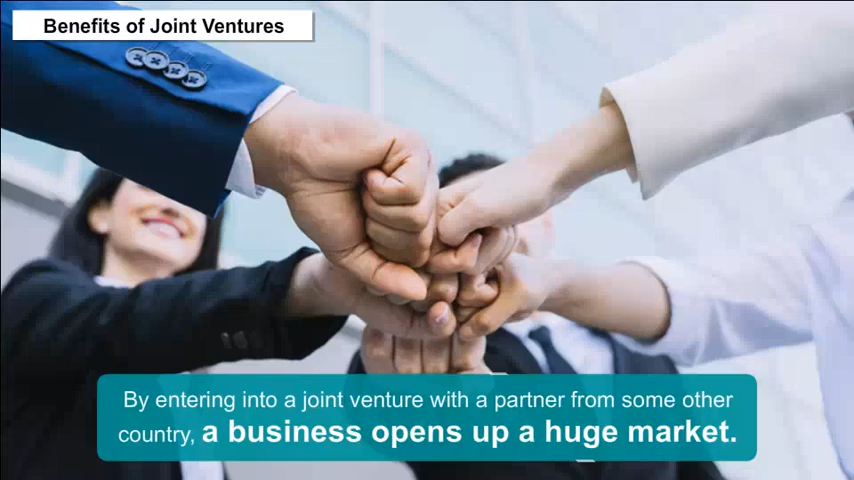 Benefits of Joint Ventures
By entering into a joint venture with a partner from some other
country, a business opens up a huge market.